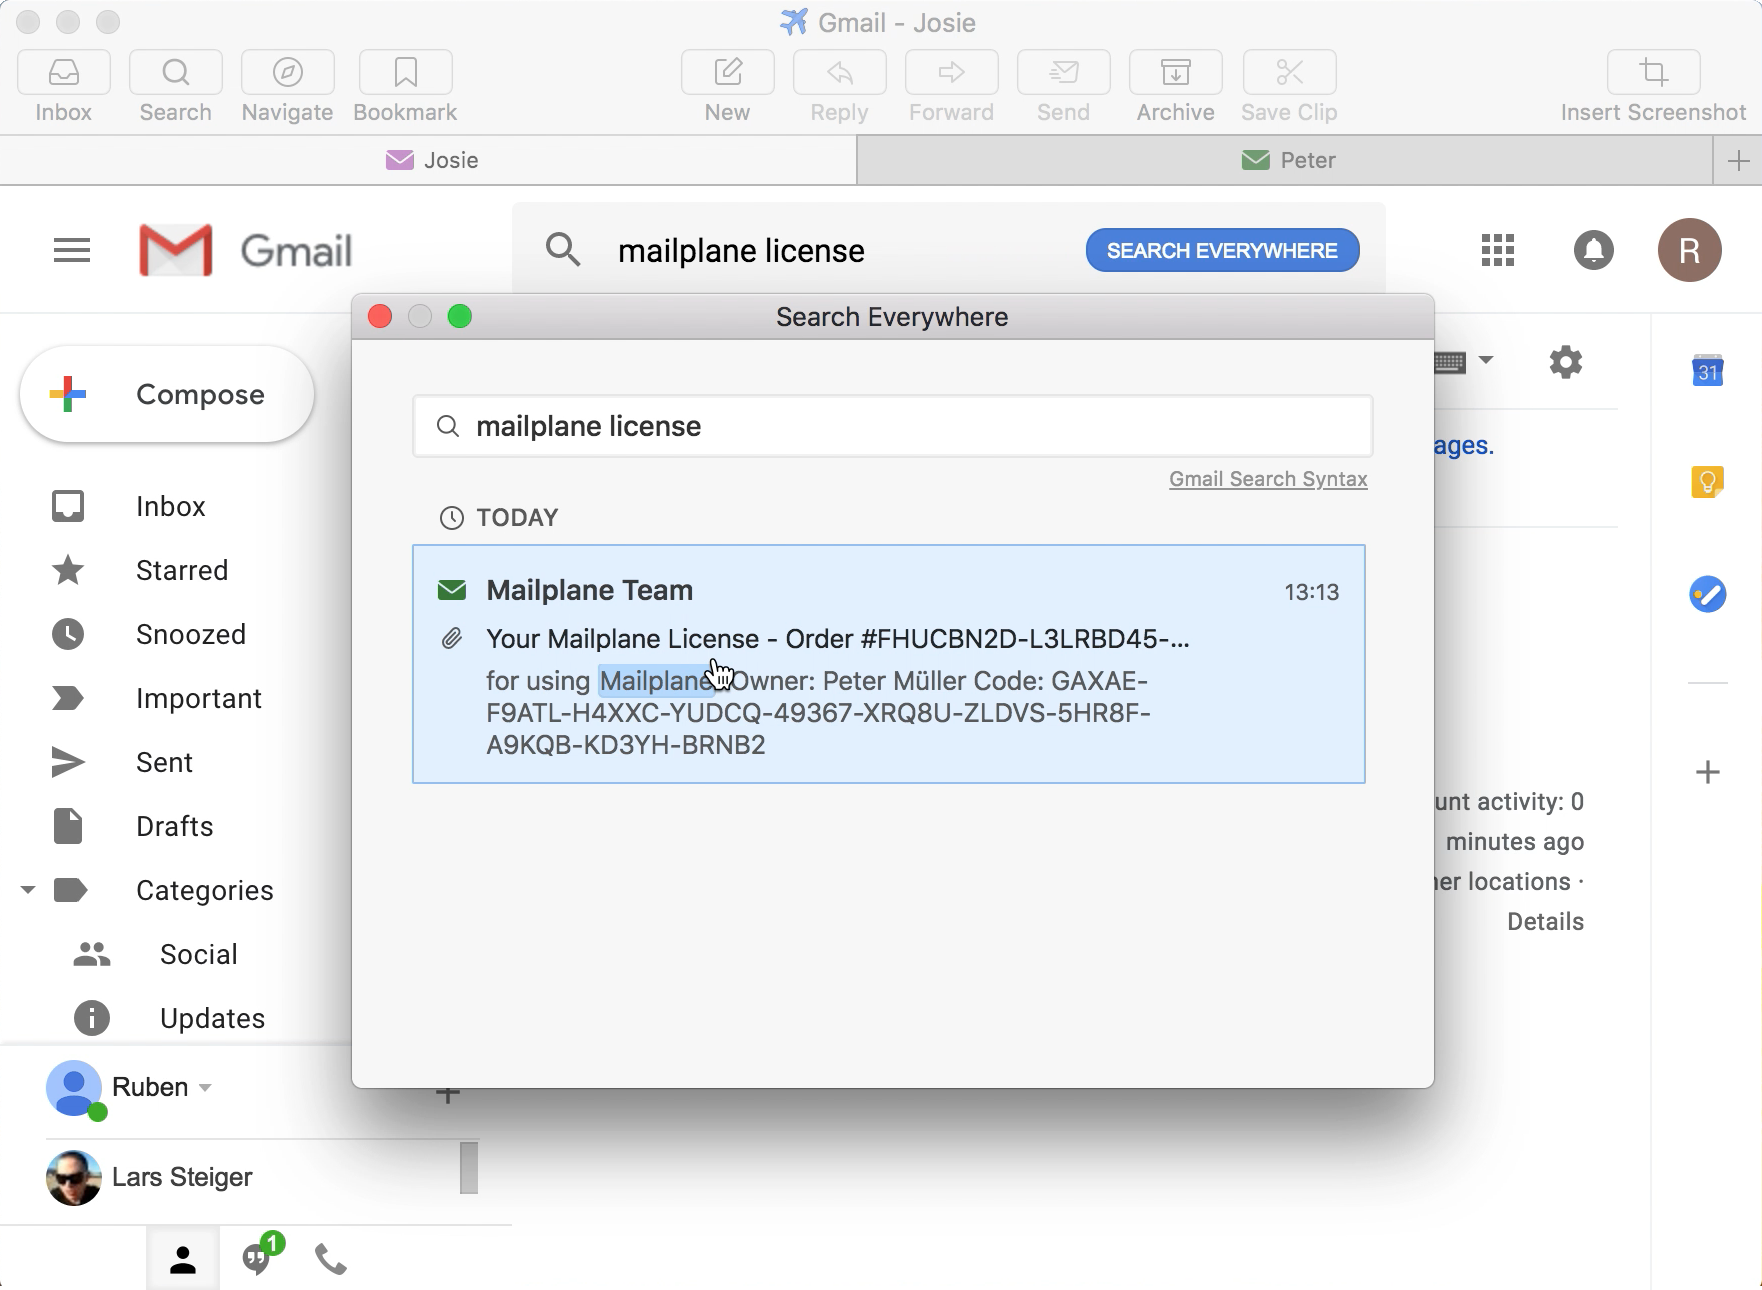 Gmail - Josie
Inbox
Search
Navigate
Bookmark
New
Reply
Forward
Send
Archive
Save Clip
Insert Screenshot
Josie
Peter
Gmail
mailplane license
SEARCH EVERYWHERE
R
Search Everywhere
Compose
31
mailplane license
ages.
Gmail Search Syntax
TODAY
Inbox
Mailplane Team
13:13
Starred
Your Mailplane License - Order #FHUCBN2D-L3LRBD45-...
Snoozed
for using Mailplane Owner: Peter Müller Code: GAXAE-
F9ATL-H4XXC-YUDCQ-49367-XRQ8U-ZLDVS-5HR8F-
A9KQB-KD3YH-BRNB2
Important
Sent
Drafts
unt activity: 0
minutes ago
Categories
her locations ·
Details
Social
Updates
Ruben
Lars Steiger
1